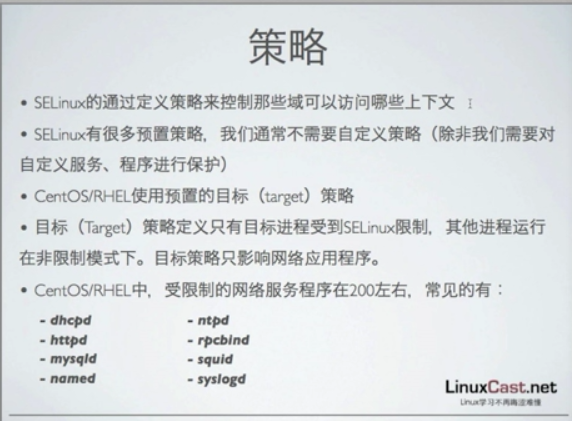 策略
• SELinux的通过定义策略来控制那些域可以访问哪些上下文
• SELinux有很多预置策略，我们通常不需要自定义策略（除非我们需要对
自定义服务、程序进行保护）
• CentOS/RHEL使用预置的目标（target）策略
• 目标（Target）策略定义只有目标进程受到SELinux限制，其他进程运行
在非限制模式下。目标策略只影响网络应用程序。
• CentOS/RHEL中，受限制的网络服务程序在200左右，常见的有：
- dhcpd - ntpd
- httpd - rpcbind
- mysqld - squid
- named - syslogd
LinuxCast.net
Linux学习不再晦涩难懂